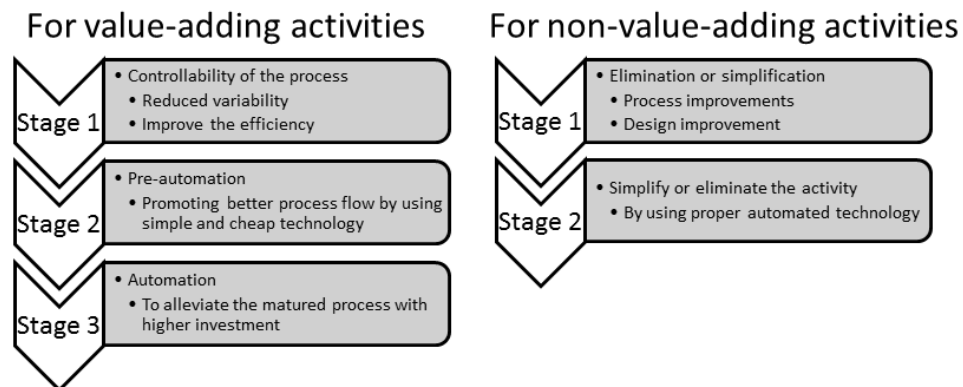 For value-adding activities
Stage 1
• Controllability of the process
• Reduced variability
• Improve the efficiency
Stage 2
• Pre-automation
• Promoting better process flow by using
simple and cheap technology
Stage 3
• Automation
• To alleviate the matured process with
higher investment
For non-value-adding activities
Stage 1
• Elimination or simplification
• Process improvements
• Design improvement
Stage 2
• Simplify or eliminate the activity
• By using proper automated technology